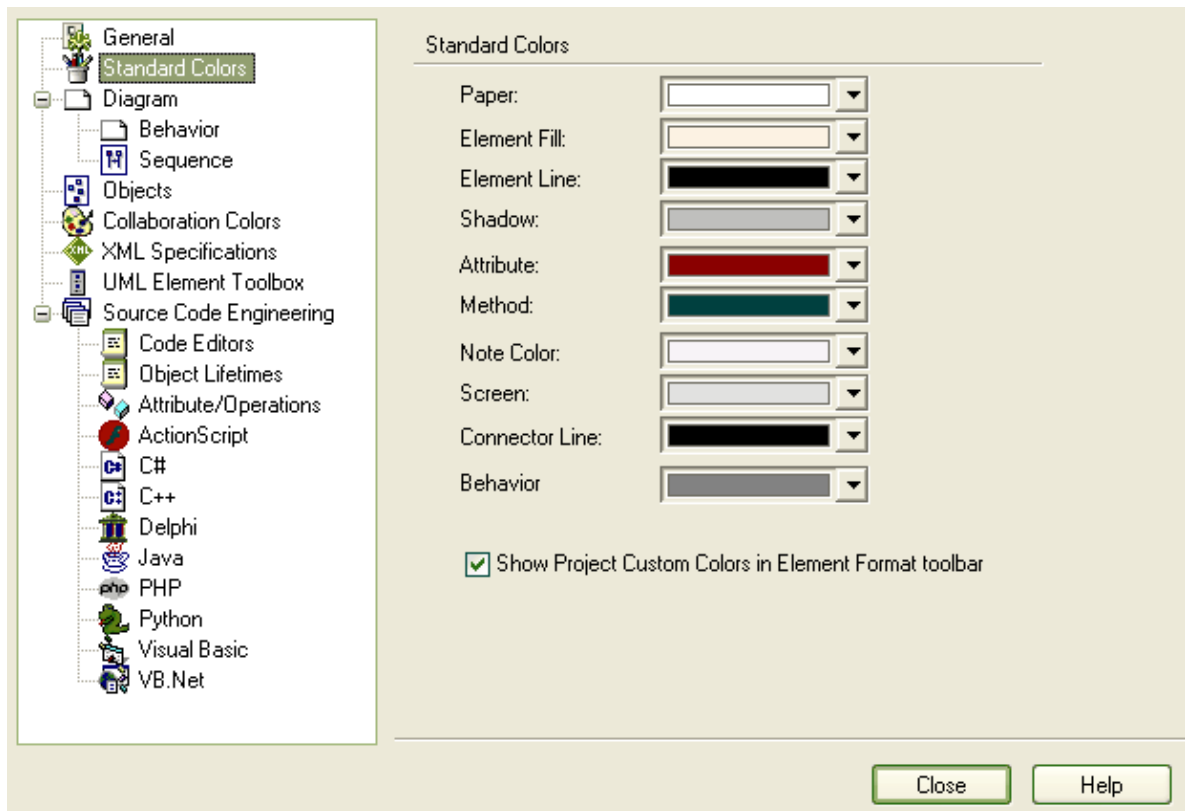 General
Standard Colors
Diagram
Behavior
Sequence
Objects
Collaboration Colors
XML
XML Specifications
UML Element Toolbox
Source Code Engineering
Code Editors
Object Lifetimes
Attribute/Operations
ActionScript
C#
C++
Delphi
Java
php PHP
Python
Visual Basic
VB.Net
Standard Colors
Paper:
Element Fill:
Element Line:
Shadow:
Attribute:
Method:
Note Color:
Screen:
Connector Line:
Behavior
Show Project Custom Colors in Element Format toolbar
Close
Help